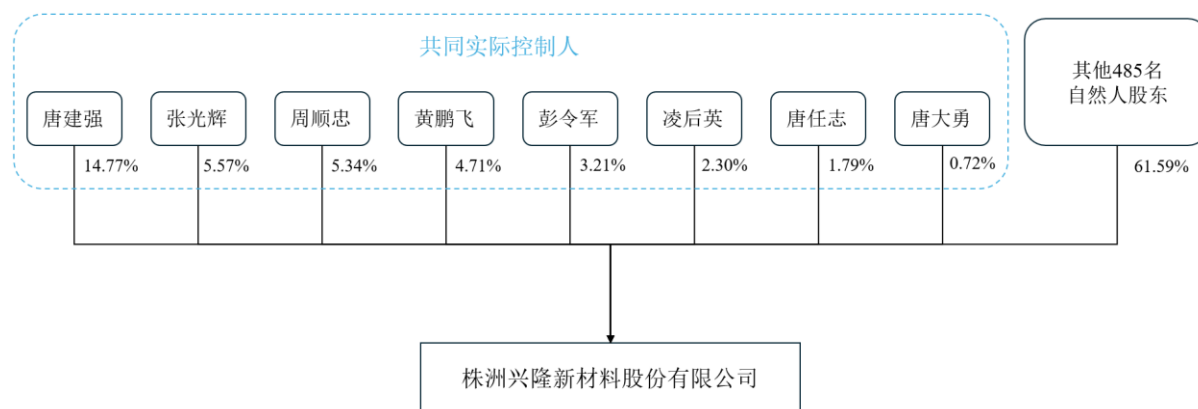 共同实际控制人
其他485名
自然人股东
唐建强
张光辉
周顺忠
黄鹏飞
彭令军
凌后英
唐任志
唐大勇
14.77%
5.57%
5.34%
4.71%
3.21%
2.30%
1.79%
0.72%
61.59%
株洲兴隆新材料股份有限公司